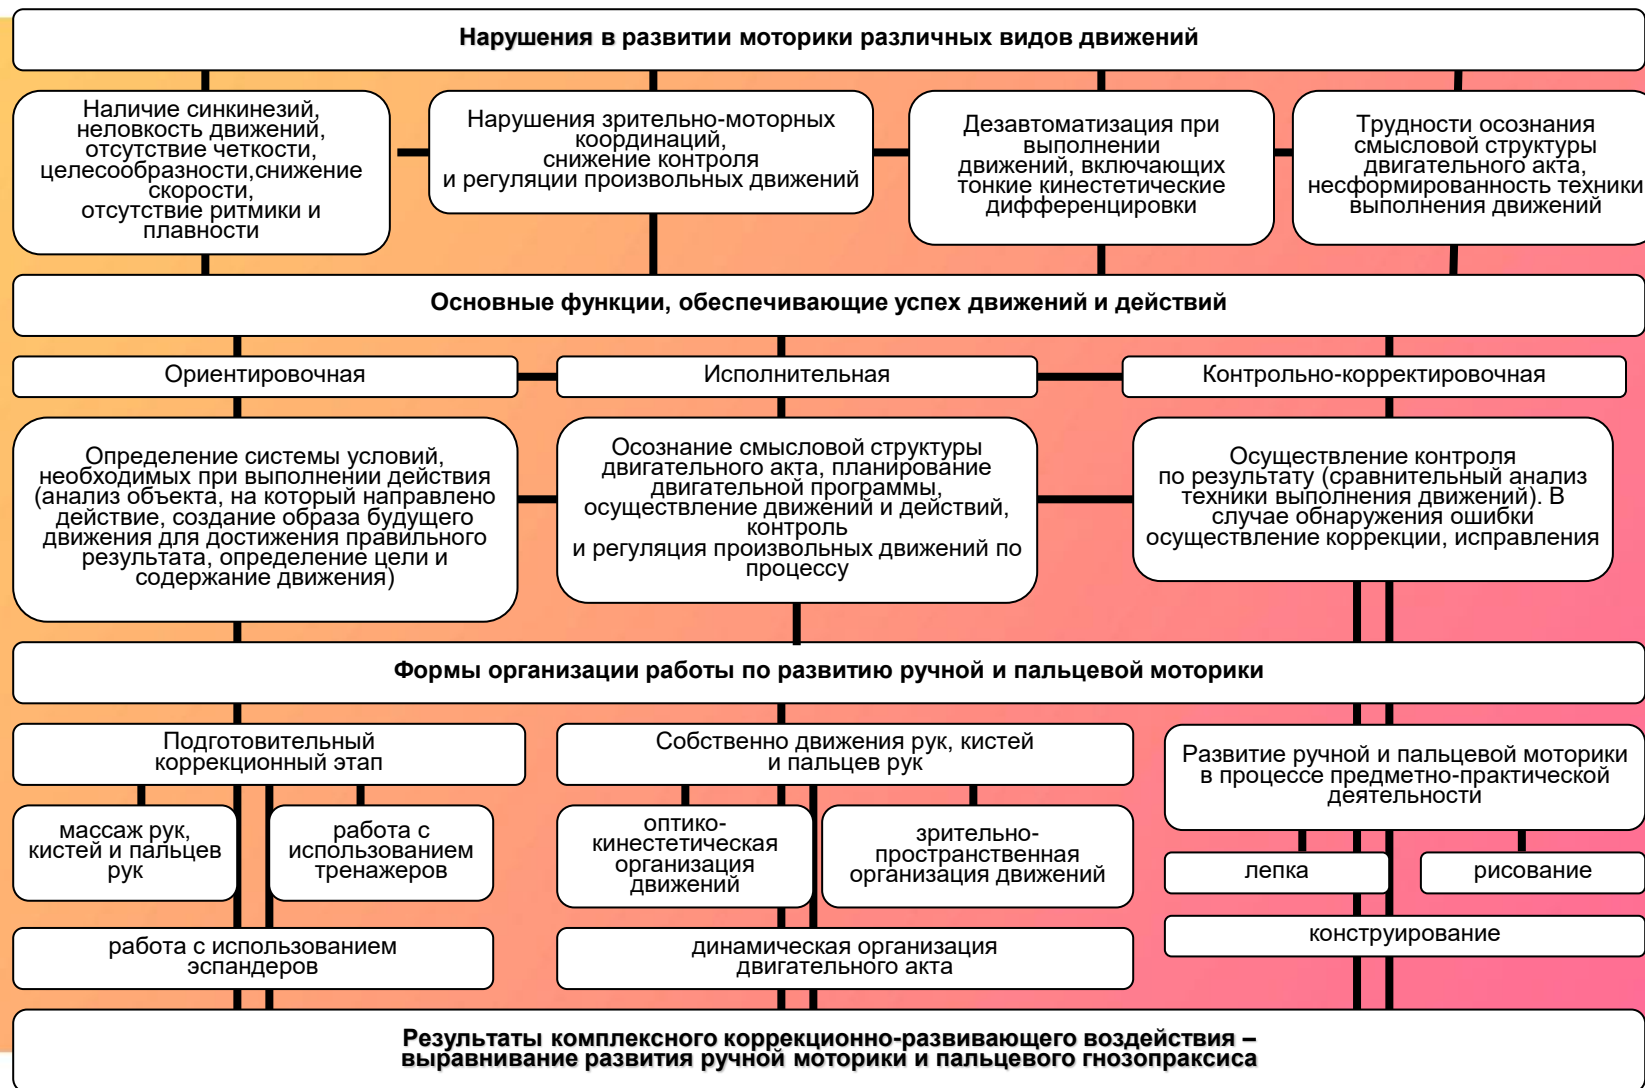 Нарушения в развитии моторики различных видов движений
Наличие синкинезий,
неловкость движений,
отсутствие четкости,
целесообразности,снижение
скорости,
отсутствие ритмики и
плавности
Нарушения зрительно-моторных
координаций,
снижение контроля
и регуляции произвольных движений
Дезавтоматизация при
выполнении
движений, включающих
тонкие кинестетические
дифференцировки
Трудности осознания
смысловой структуры
двигательного акта,
несформированность техники
выполнения движений
Основные функции, обеспечивающие успех движений и действий
Ориентировочная
Исполнительная
Контрольно-корректировочная
Определение системы условий,
необходимых при выполнении действия
(анализ объекта, на который направлено
действие, создание образа будущего
движения для достижения правильного
результата, определение цели и
содержание движения)
Осознание смысловой структуры
двигательного акта, планирование
двигательной программы,
осуществление движений и действий,
контроль
и регуляция произвольных движений по
процессу
Осуществление контроля
по результату (сравнительный анализ
техники выполнения движений). В
случае обнаружения ошибки
осуществление коррекции, исправления
Формы организации работы по развитию ручной и пальцевой моторики
Подготовительный
коррекционный этап
Собственно движения рук, кистей
и пальцев рук
Развитие ручной и пальцевой моторики
в процессе предметно-практической
деятельности
массаж рук,
кистей и пальцев
рук
работа с
использованием
тренажеров
оптико-
кинестетическая
организация
движений
зрительно-
пространственная
организация движений
лепка
рисование
работа с использованием
эспандеров
динамическая организация
двигательного акта
конструирование
Результаты комплексного коррекционно-развивающего воздействия –
выравнивание развития ручной моторики и пальцевого гнозопраксиса